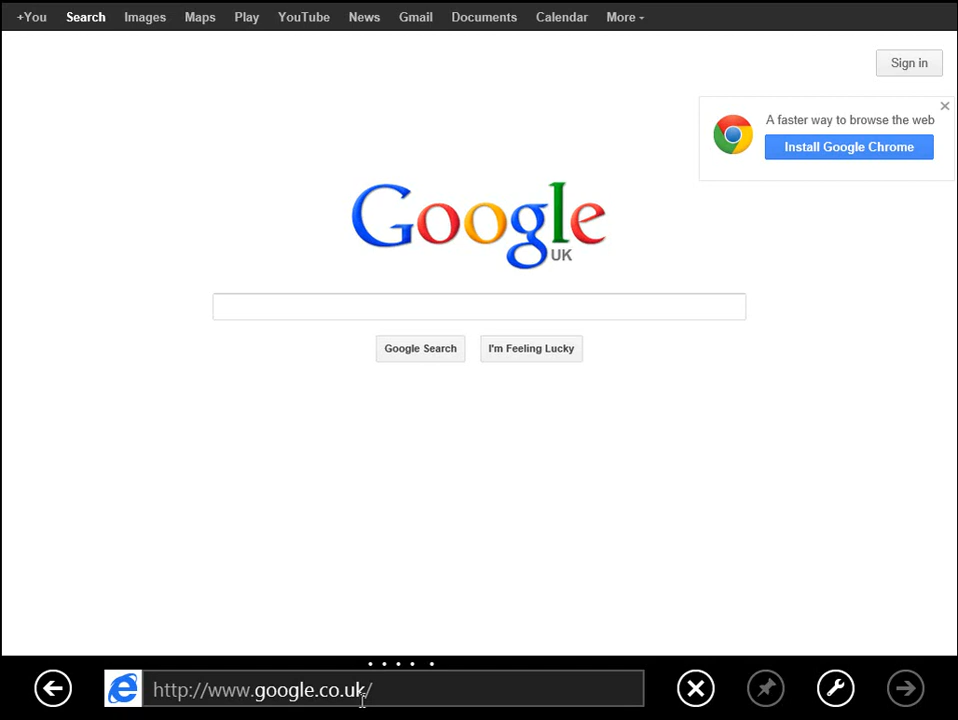 +You Search Images Maps Play YouTube News Gmail Documents Calendar More
Sign in
A faster way to browse the web
Install Google Chrome
Google
UK
Google Search I'm Feeling Lucky
http://www.google.co.uk/